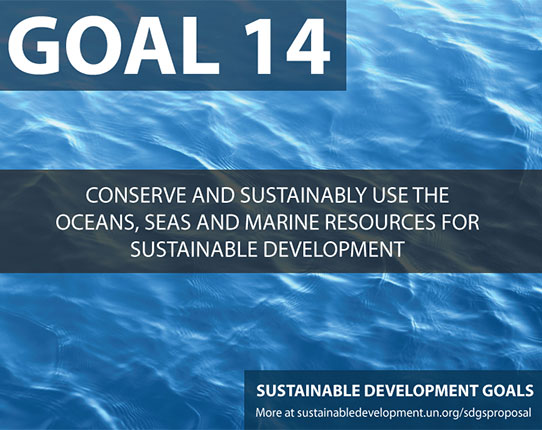 GOAL 14
CONSERVE AND SUSTAINABLY USE THE
OCEANS, SEAS AND MARINE RESOURCES FOR
SUSTAINABLE DEVELOPMENT
SUSTAINABLE DEVELOPMENT GOALS
More at sustainabledevelopment.un.org/sdgsproposal